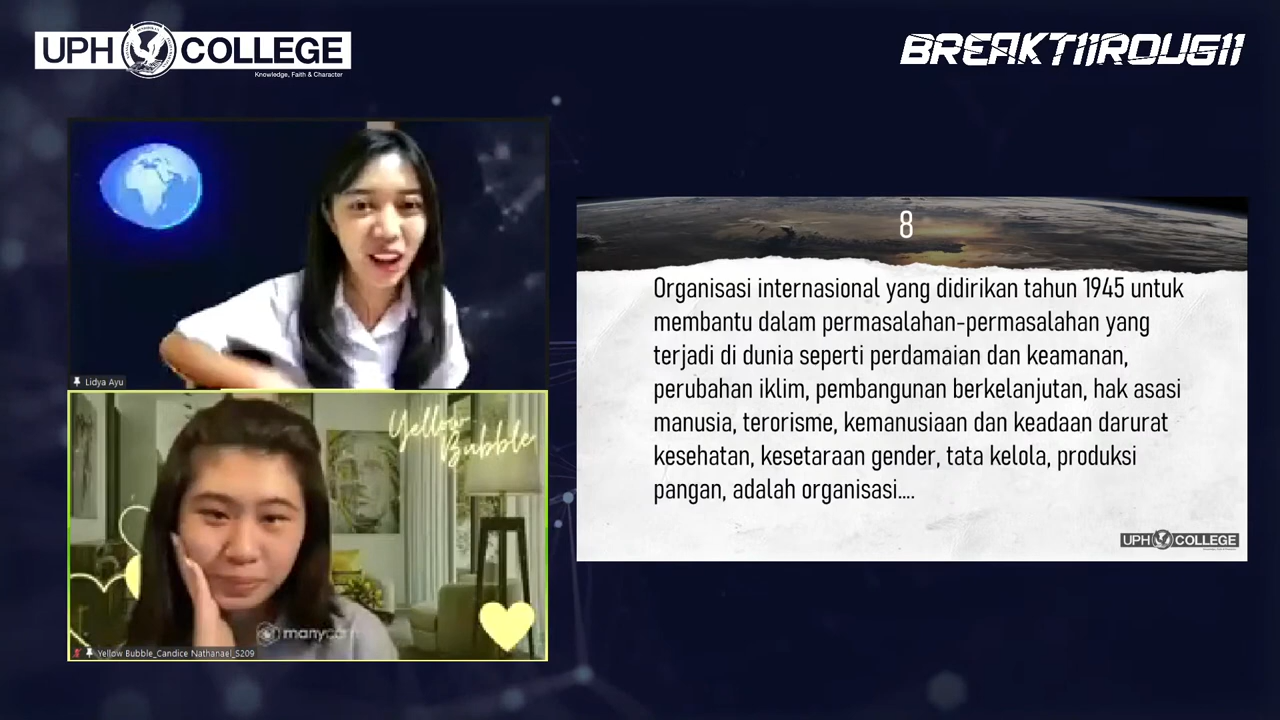 UPH COLLEGE
Knowledge, Faith & Character
BREAKT11ROUG11
Lidya Ayu
Yellow
Bubble
manycam
Yellow Bubble_Candice Nathanael_S209
8
Organisasi internasional yang didirikan tahun 1945 untuk
membantu dalam permasalahan-permasalahan yang
terjadi di dunia seperti perdamaian dan keamanan,
perubahan iklim, pembangunan berkelanjutan, hak asasi
manusia, terorisme, kemanusiaan dan keadaan darurat
kesehatan, kesetaraan gender, tata kelola, produksi
pangan, adalah organisasi....
UPH COLLEGE